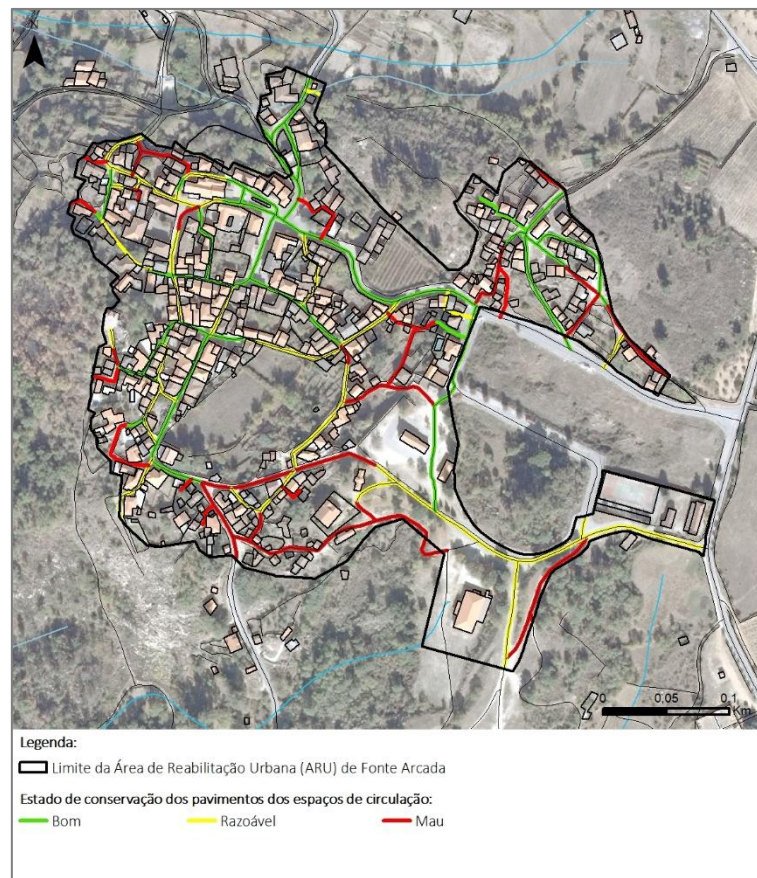 0 0,05 0,1
Km
Legenda:
Limite da Área de Reabilitação Urbana (ARU) de Fonte Arcada
Estado de conservação dos pavimentos dos espaços de circulação:
Bom Razoável Mau